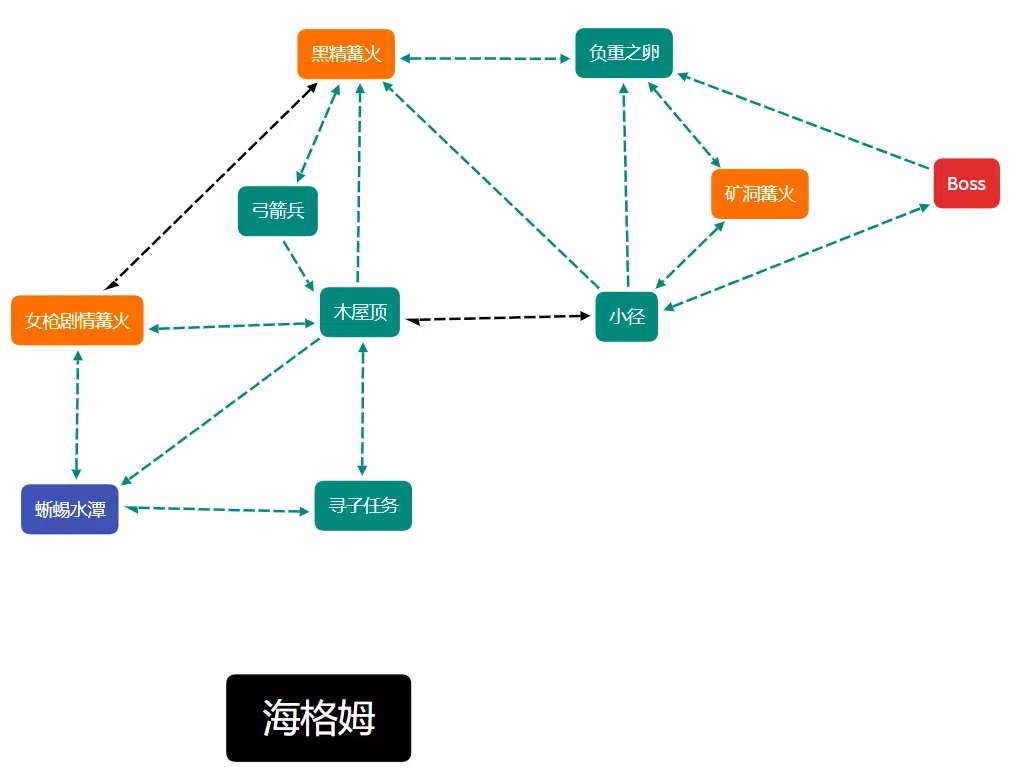 黑精篝火
负重之卵
Boss
矿洞篝火
弓箭兵
女枪剧情篝火
木屋顶
小径
蜥蜴水潭
寻子任务
海格姆